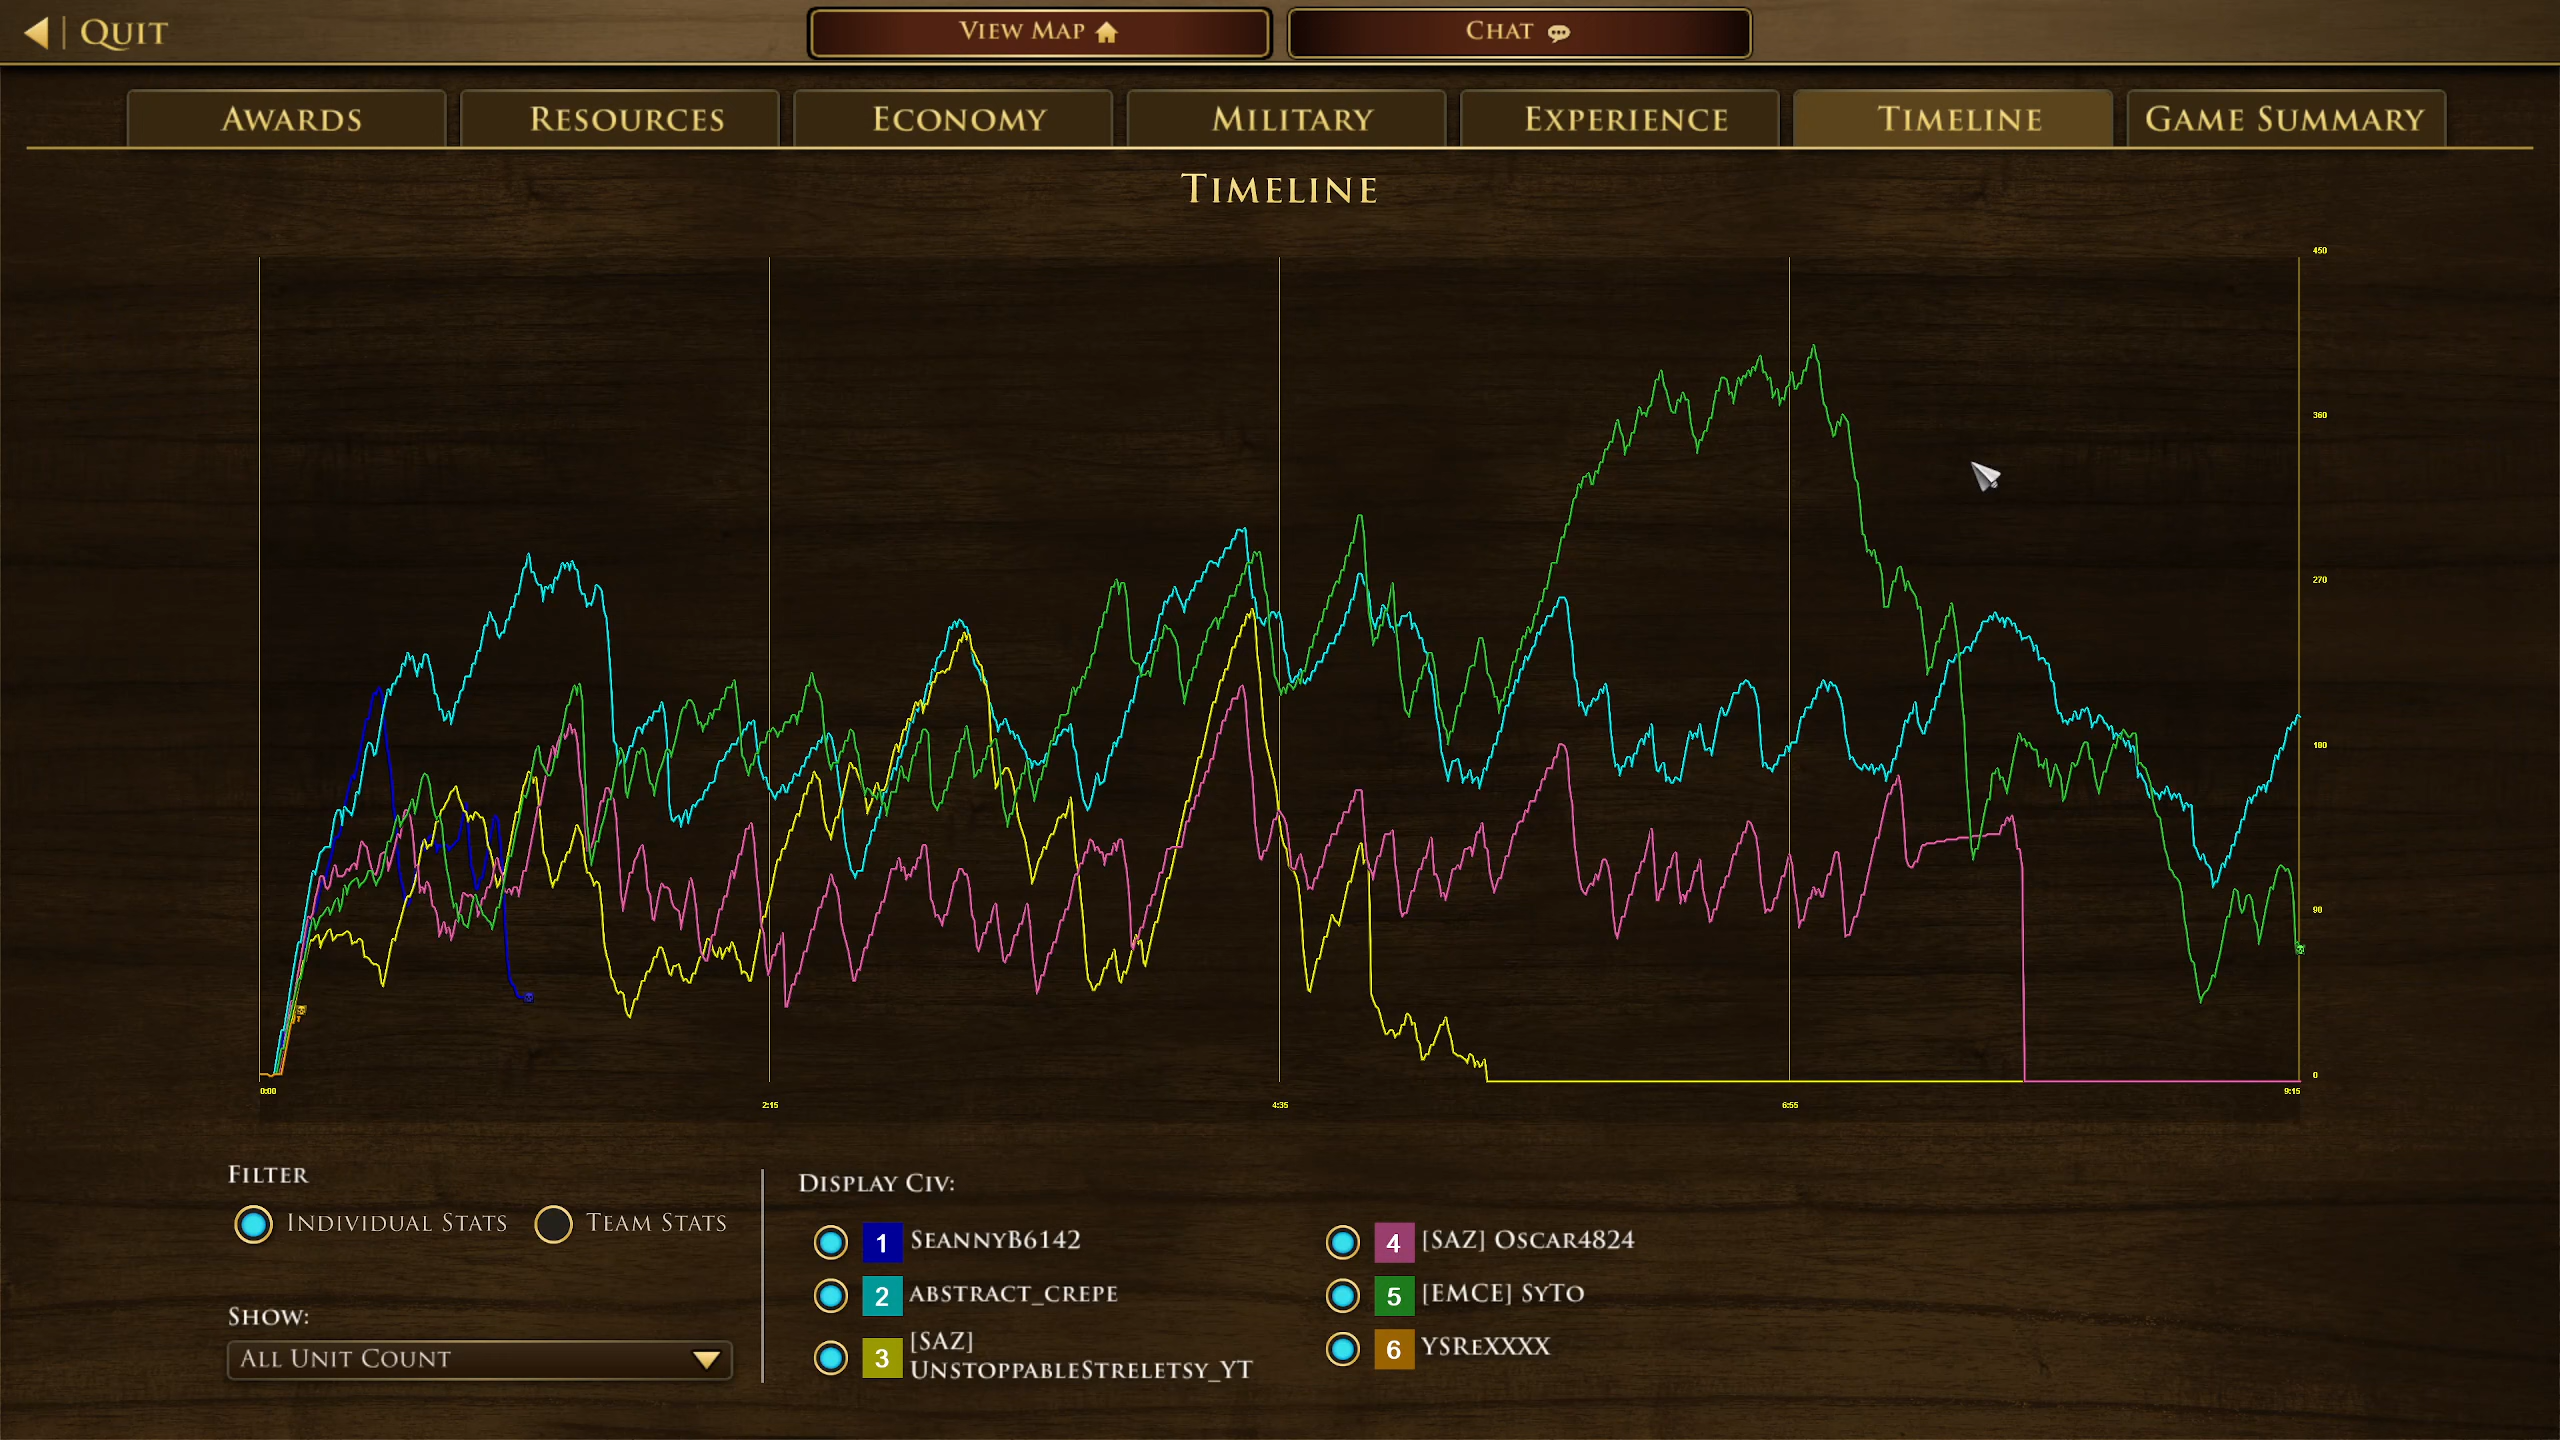 Quit
View Map
Chat
Awards
Resources
Economy
Military
Experience
Timeline
Game Summary
Timeline
450
360
270
180
90
0
0:00
2:15
4:35
6:55
9:15
Filter
Individual Stats
Team Stats
Show:
All Unit Count
Display Civ:
1 SeannyB6142
2 abstract_crepe
3 [SAZ]
UnstoppableStreletsy_YT
4 [SAZ] Oscar4824
5 [EMCE] SyTo
6 YSReXXXX